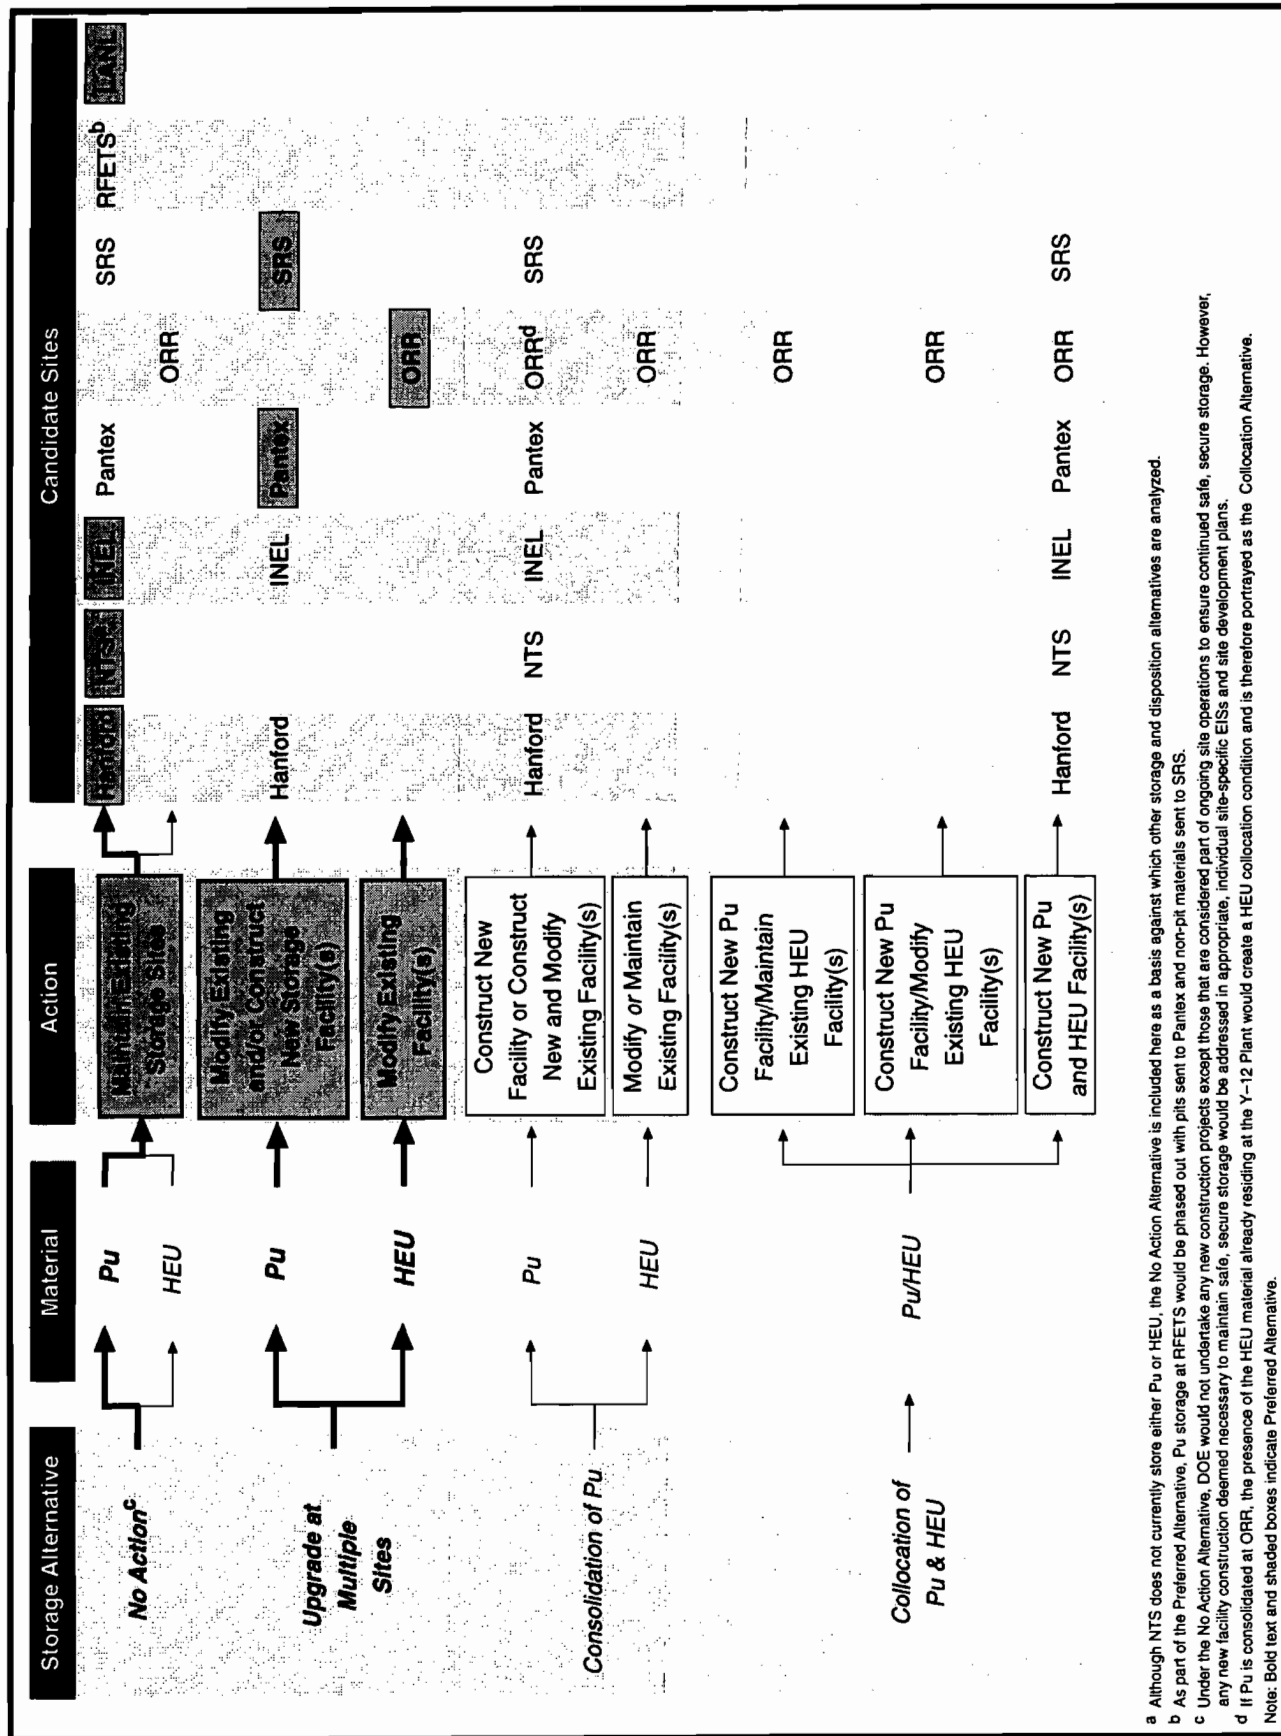 Storage Alternative
Material
Action
Candidate Sites
No Actionᶜ
Pu
HEU
Maintain Existing
Storage Sites
Hanford
NTSᵃ
INEL
Pantex
SRS
RFETSᵇ
LANL
ORR
Upgrade at
Multiple
Sites
Pu
Modify Existing
and/or Construct
New Storage
Facility(s)
Hanford
INEL
Pantex
SRS
HEU
Modify Existing
Facility(s)
ORR
Consolidation of Pu
Pu
Construct New
Facility or Construct
New and Modify
Existing Facility(s)
Hanford
NTS
INEL
Pantex
ORRᵈ
SRS
HEU
Modify or Maintain
Existing Facility(s)
ORR
Collocation of
Pu & HEU
Pu/HEU
Construct New Pu
Facility/Maintain
Existing HEU
Facility(s)
ORR
Construct New Pu
Facility/Modify
Existing HEU
Facility(s)
ORR
Construct New Pu
and HEU Facility(s)
Hanford
NTS
INEL
Pantex
ORR
SRS
a Although NTS does not currently store either Pu or HEU, the No Action Alternative is included here as a basis against which other storage and disposition alternatives are analyzed.
b As part of the Preferred Alternative, Pu storage at RFETS would be phased out with pits sent to Pantex and non-pit materials sent to SRS.
c Under the No Action Alternative, DOE would not undertake any new construction projects except those that are considered part of ongoing site operations to ensure continued safe, secure storage. However,
any new facility construction deemed necessary to maintain safe, secure storage would be addressed in appropriate, individual site-specific EISs and site development plans.
d If Pu is consolidated at ORR, the presence of the HEU material already residing at the Y–12 Plant would create a HEU collocation condition and is therefore portrayed as the Collocation Alternative.
Note: Bold text and shaded boxes indicate Preferred Alternative.